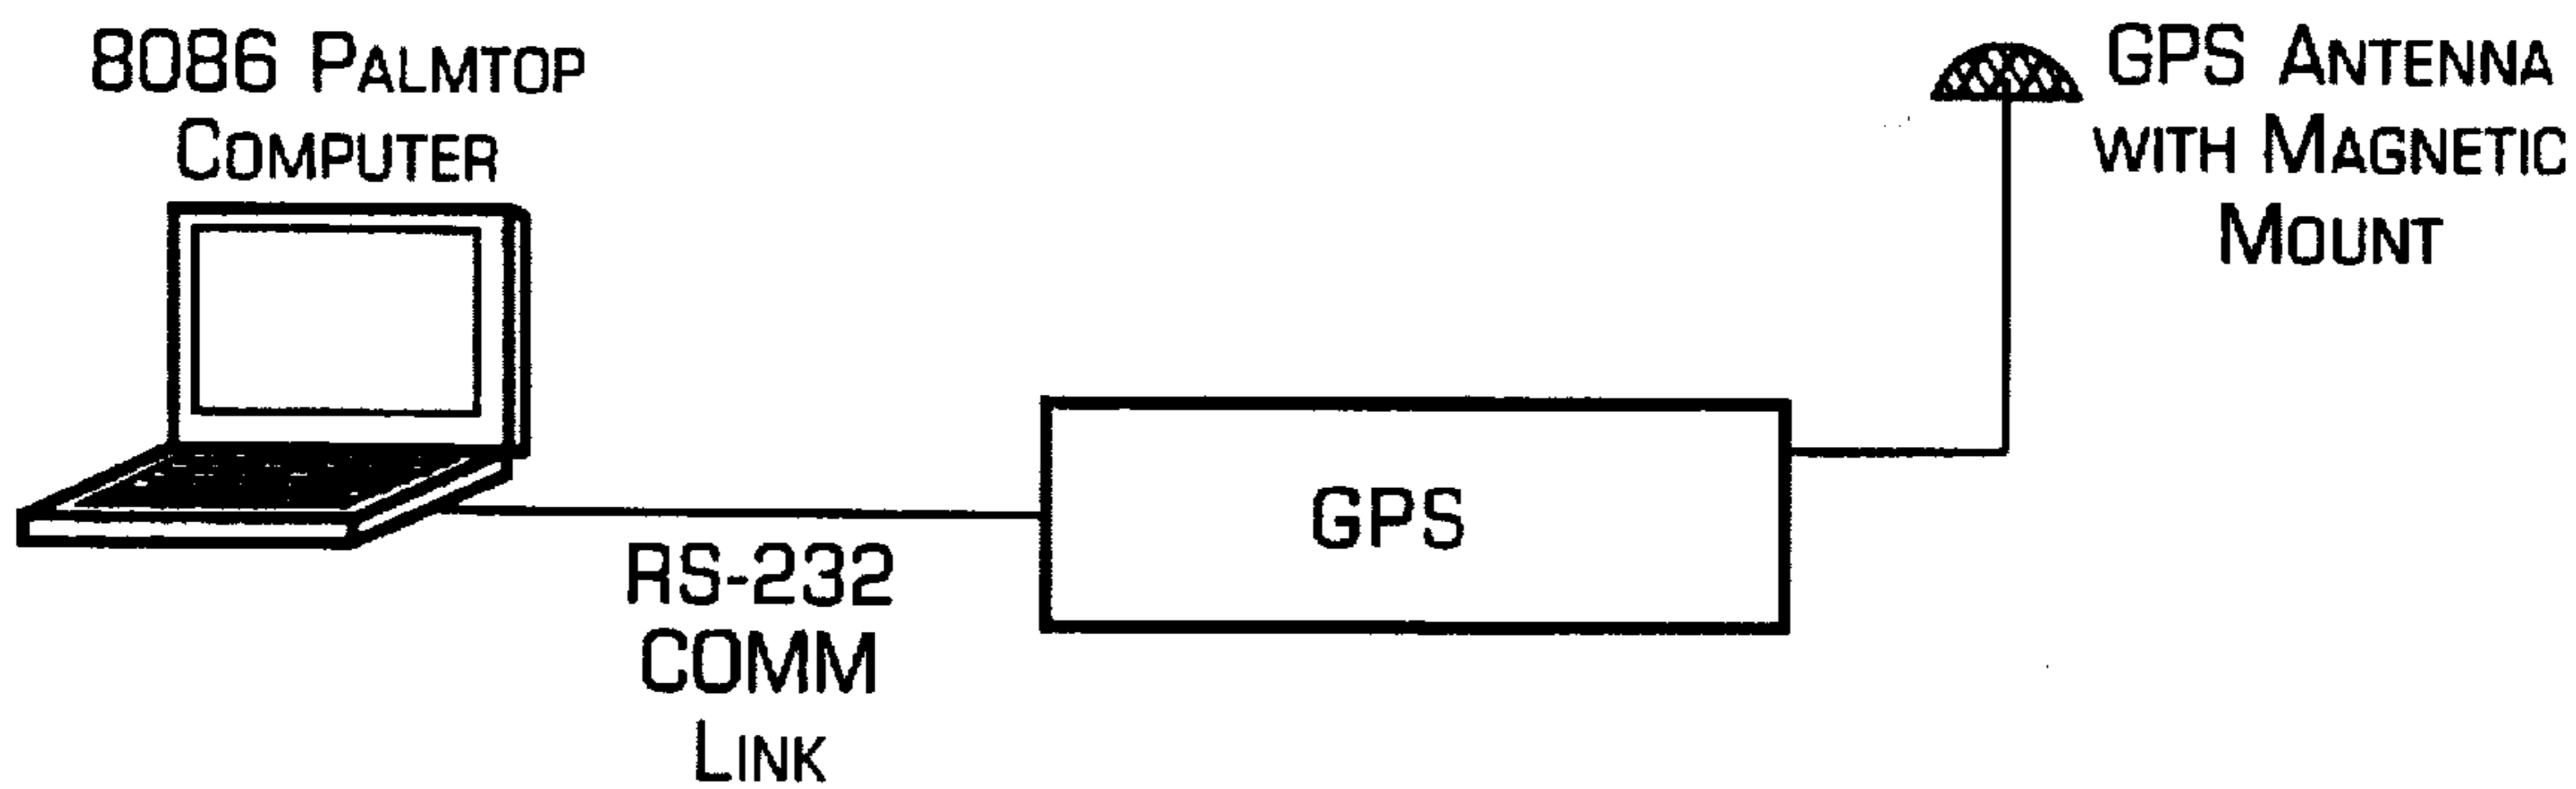 8086 PALMTOP
COMPUTER
GPS ANTENNA
WITH MAGNETIC
MOUNT
GPS
RS-232
COMM
LINK